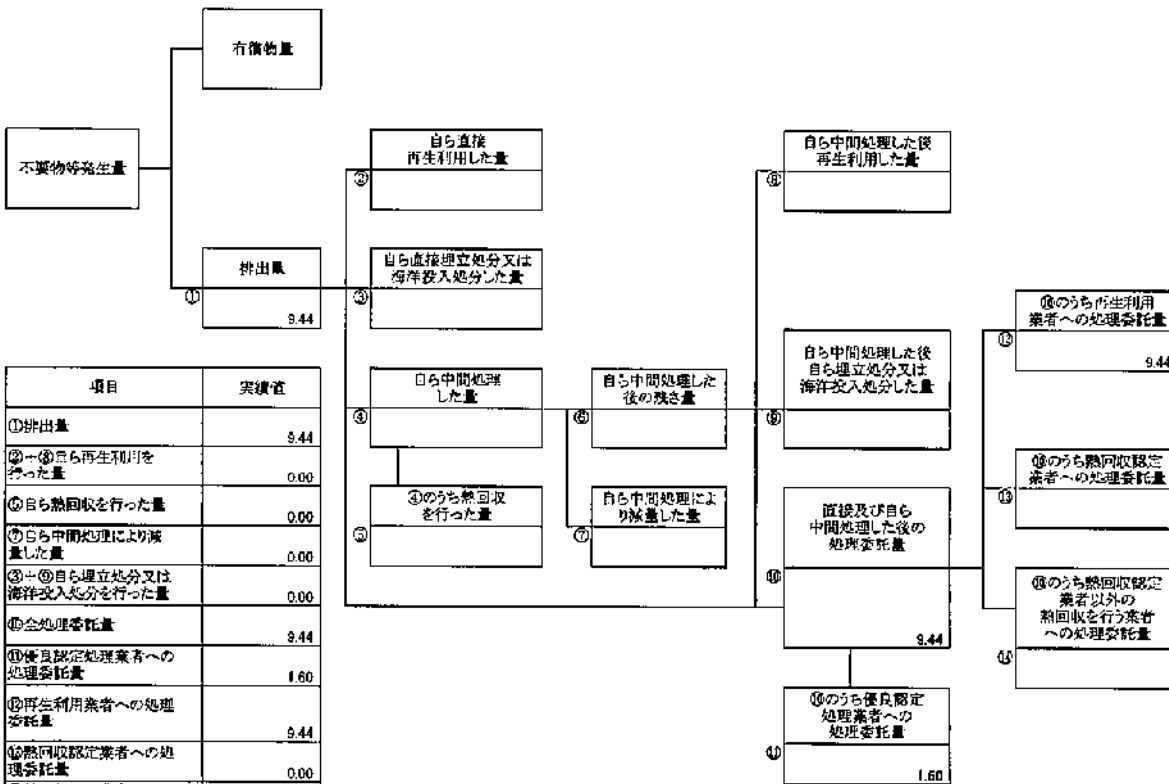 有償物量
不要物等発生量
自ら直接
再生利用した量
②
自ら中間処理した後
再生利用した量
⑧
排出量
①
9.44
自ら直接埋立処分又は
海洋投入処分した量
③
⑩のうち再生利用
業者への処理委託量
⑫
9.44
自ら中間処理
した量
④
自ら中間処理した
後の残さ量
⑥
自ら中間処理した後
自ら埋立処分又は
海洋投入処分した量
⑨
⑩のうち熱回収認定
業者への処理委託量
⑬
④のうち熱回収
を行った量
⑤
自ら中間処理によ
り減量した量
⑦
直接及び自ら
中間処理した後の
処理委託量
⑩
9.44
⑩のうち熱回収認定
業者以外の
熱回収を行う業者
への処理委託量
⑭
⑩のうち優良認定
処理業者への
処理委託量
⑪
1.60
項目 実績値
①排出量 9.44
②+⑧自ら再生利用を
行った量 0.00
⑤自ら熱回収を行った量 0.00
⑦自ら中間処理により減
量した量 0.00
③+⑨自ら埋立処分又は
海洋投入処分を行った量 0.00
⑩全処理委託量 9.44
⑪優良認定処理業者への
処理委託量 1.60
⑫再生利用業者への処理
委託量 9.44
⑬熱回収認定業者への処
理委託量 0.00